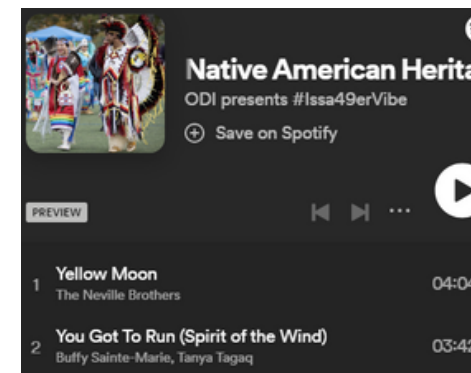 Native American Herita
ODI presents #Issa49erVibe
Save on Spotify
PREVIEW
1 Yellow Moon 04:04
The Neville Brothers
2 You Got To Run (Spirit of the Wind) 03:42
Buffy Sainte-Marie, Tanya Tagaq